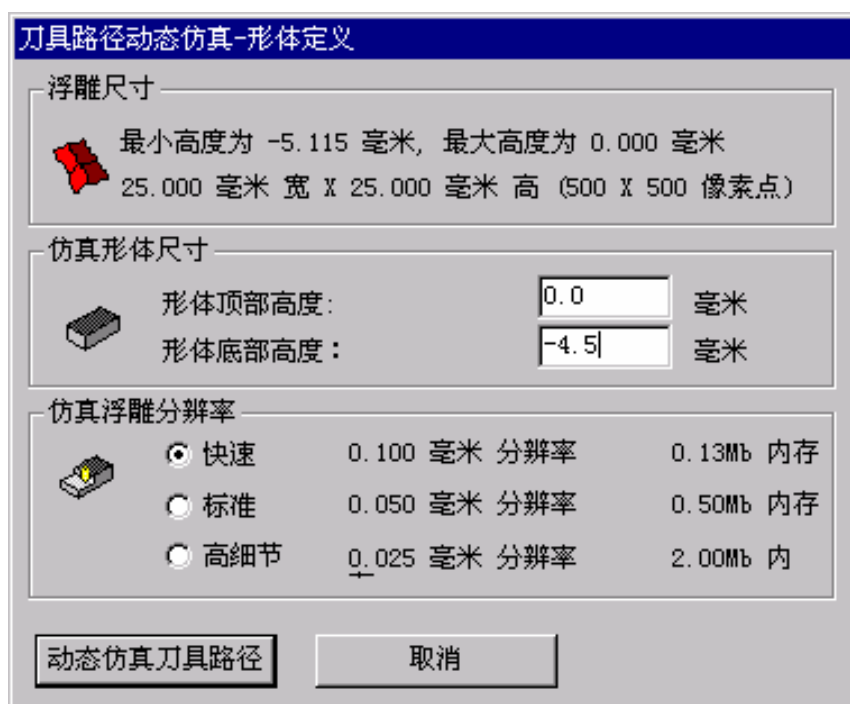 刀具路径动态仿真-形体定义
浮雕尺寸
最小高度为 -5.115 毫米, 最大高度为 0.000 毫米
25.000 毫米 宽 X 25.000 毫米 高 (500 X 500 像素点)
仿真形体尺寸
形体顶部高度: 0.0 毫米
形体底部高度： -4.5 毫米
仿真浮雕分辨率
快速 0.100 毫米 分辨率 0.13Mb 内存
标准 0.050 毫米 分辨率 0.50Mb 内存
高细节 0.025 毫米 分辨率 2.00Mb 内
动态仿真刀具路径 取消